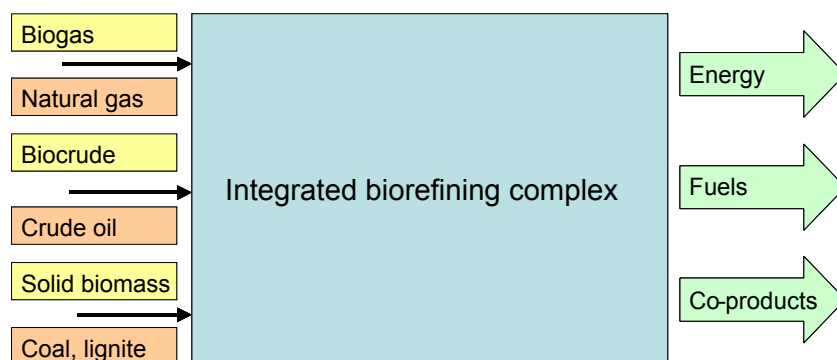 Biogas
Natural gas
Biocrude
Crude oil
Solid biomass
Coal, lignite
Integrated biorefining complex
Energy
Fuels
Co-products